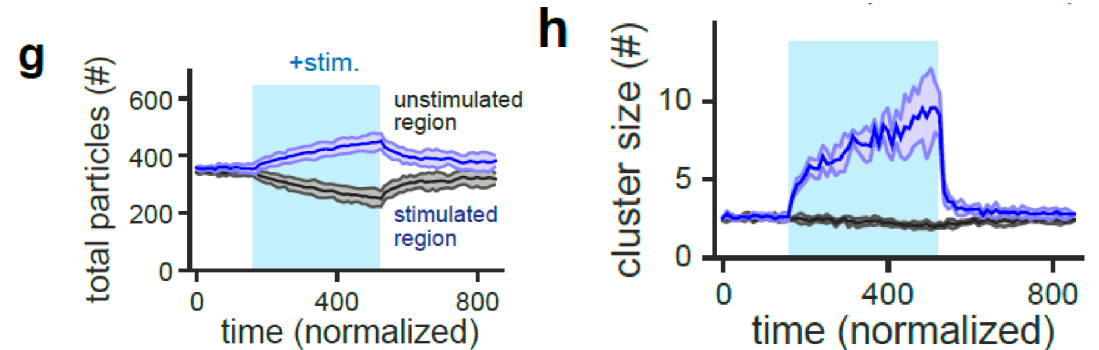 g
+stim.
total particles (#)
600
400
200
0
unstimulated
region
stimulated
region
0
400
800
time (normalized)
h
cluster size (#)
10
5
0
0
400
800
time (normalized)